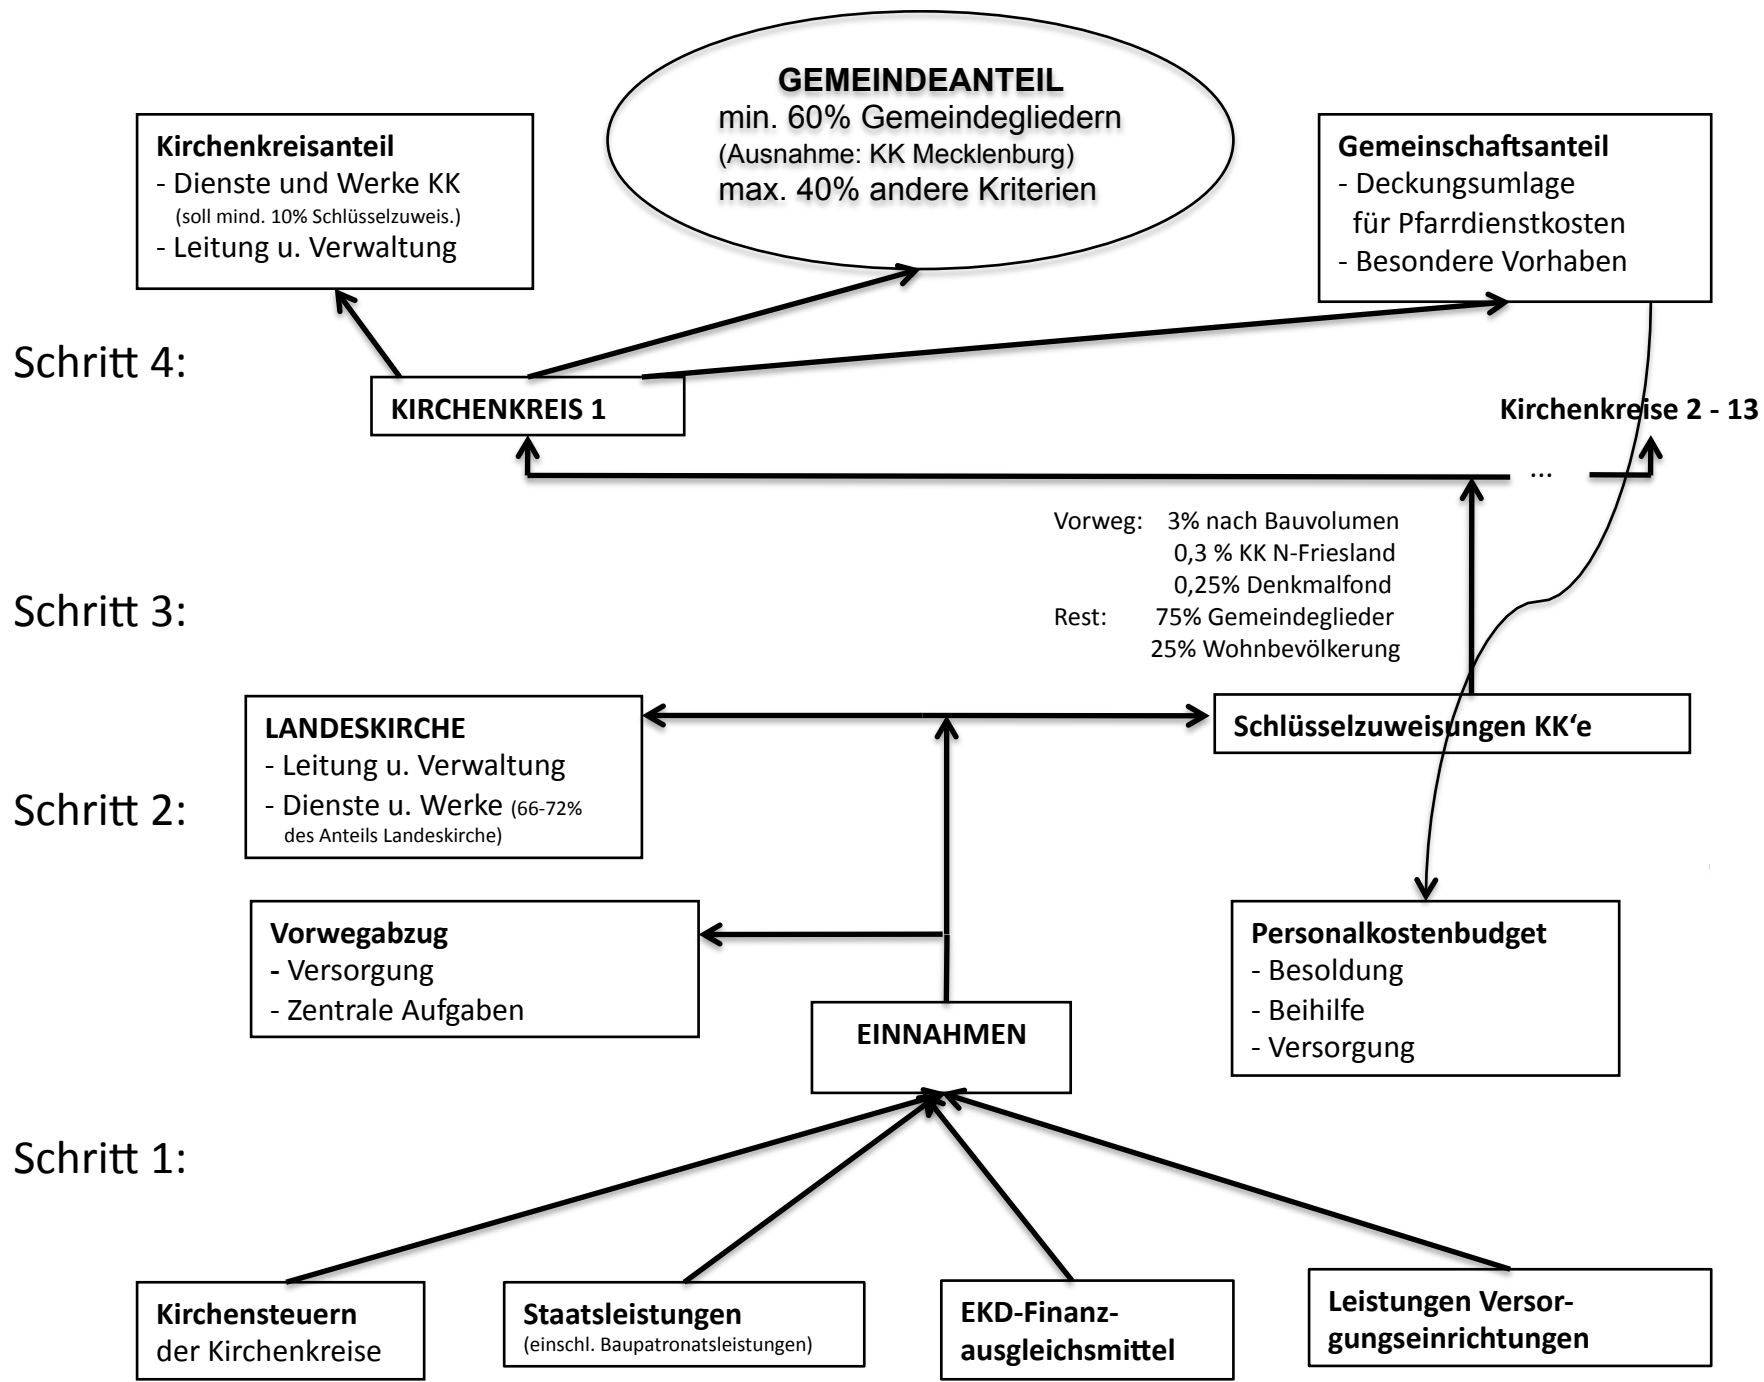 GEMEINDEANTEIL
min. 60% Gemeindegliedern
(Ausnahme: KK Mecklenburg)
max. 40% andere Kriterien
Kirchenkreisanteil
- Dienste und Werke KK
(soll mind. 10% Schlüsselzuweis.)
- Leitung u. Verwaltung
Gemeinschaftsanteil
- Deckungsumlage
für Pfarrdienstkosten
- Besondere Vorhaben
Schritt 4:
KIRCHENKREIS 1
Kirchenkreise 2 - 13
...
Vorweg: 3% nach Bauvolumen
0,3 % KK N-Friesland
0,25% Denkmalfond
Schritt 3:
Rest: 75% Gemeindeglieder
25% Wohnbevölkerung
LANDESKIRCHE
- Leitung u. Verwaltung
- Dienste u. Werke (66-72%
des Anteils Landeskirche)
Schlüsselzuweisungen KK‘e
Schritt 2:
Vorwegabzug
- Versorgung
- Zentrale Aufgaben
Personalkostenbudget
- Besoldung
- Beihilfe
- Versorgung
EINNAHMEN
Schritt 1:
Kirchensteuern
der Kirchenkreise
Staatsleistungen
(einschl. Baupatronatsleistungen)
EKD-Finanz-
ausgleichsmittel
Leistungen Versor-
gungseinrichtungen